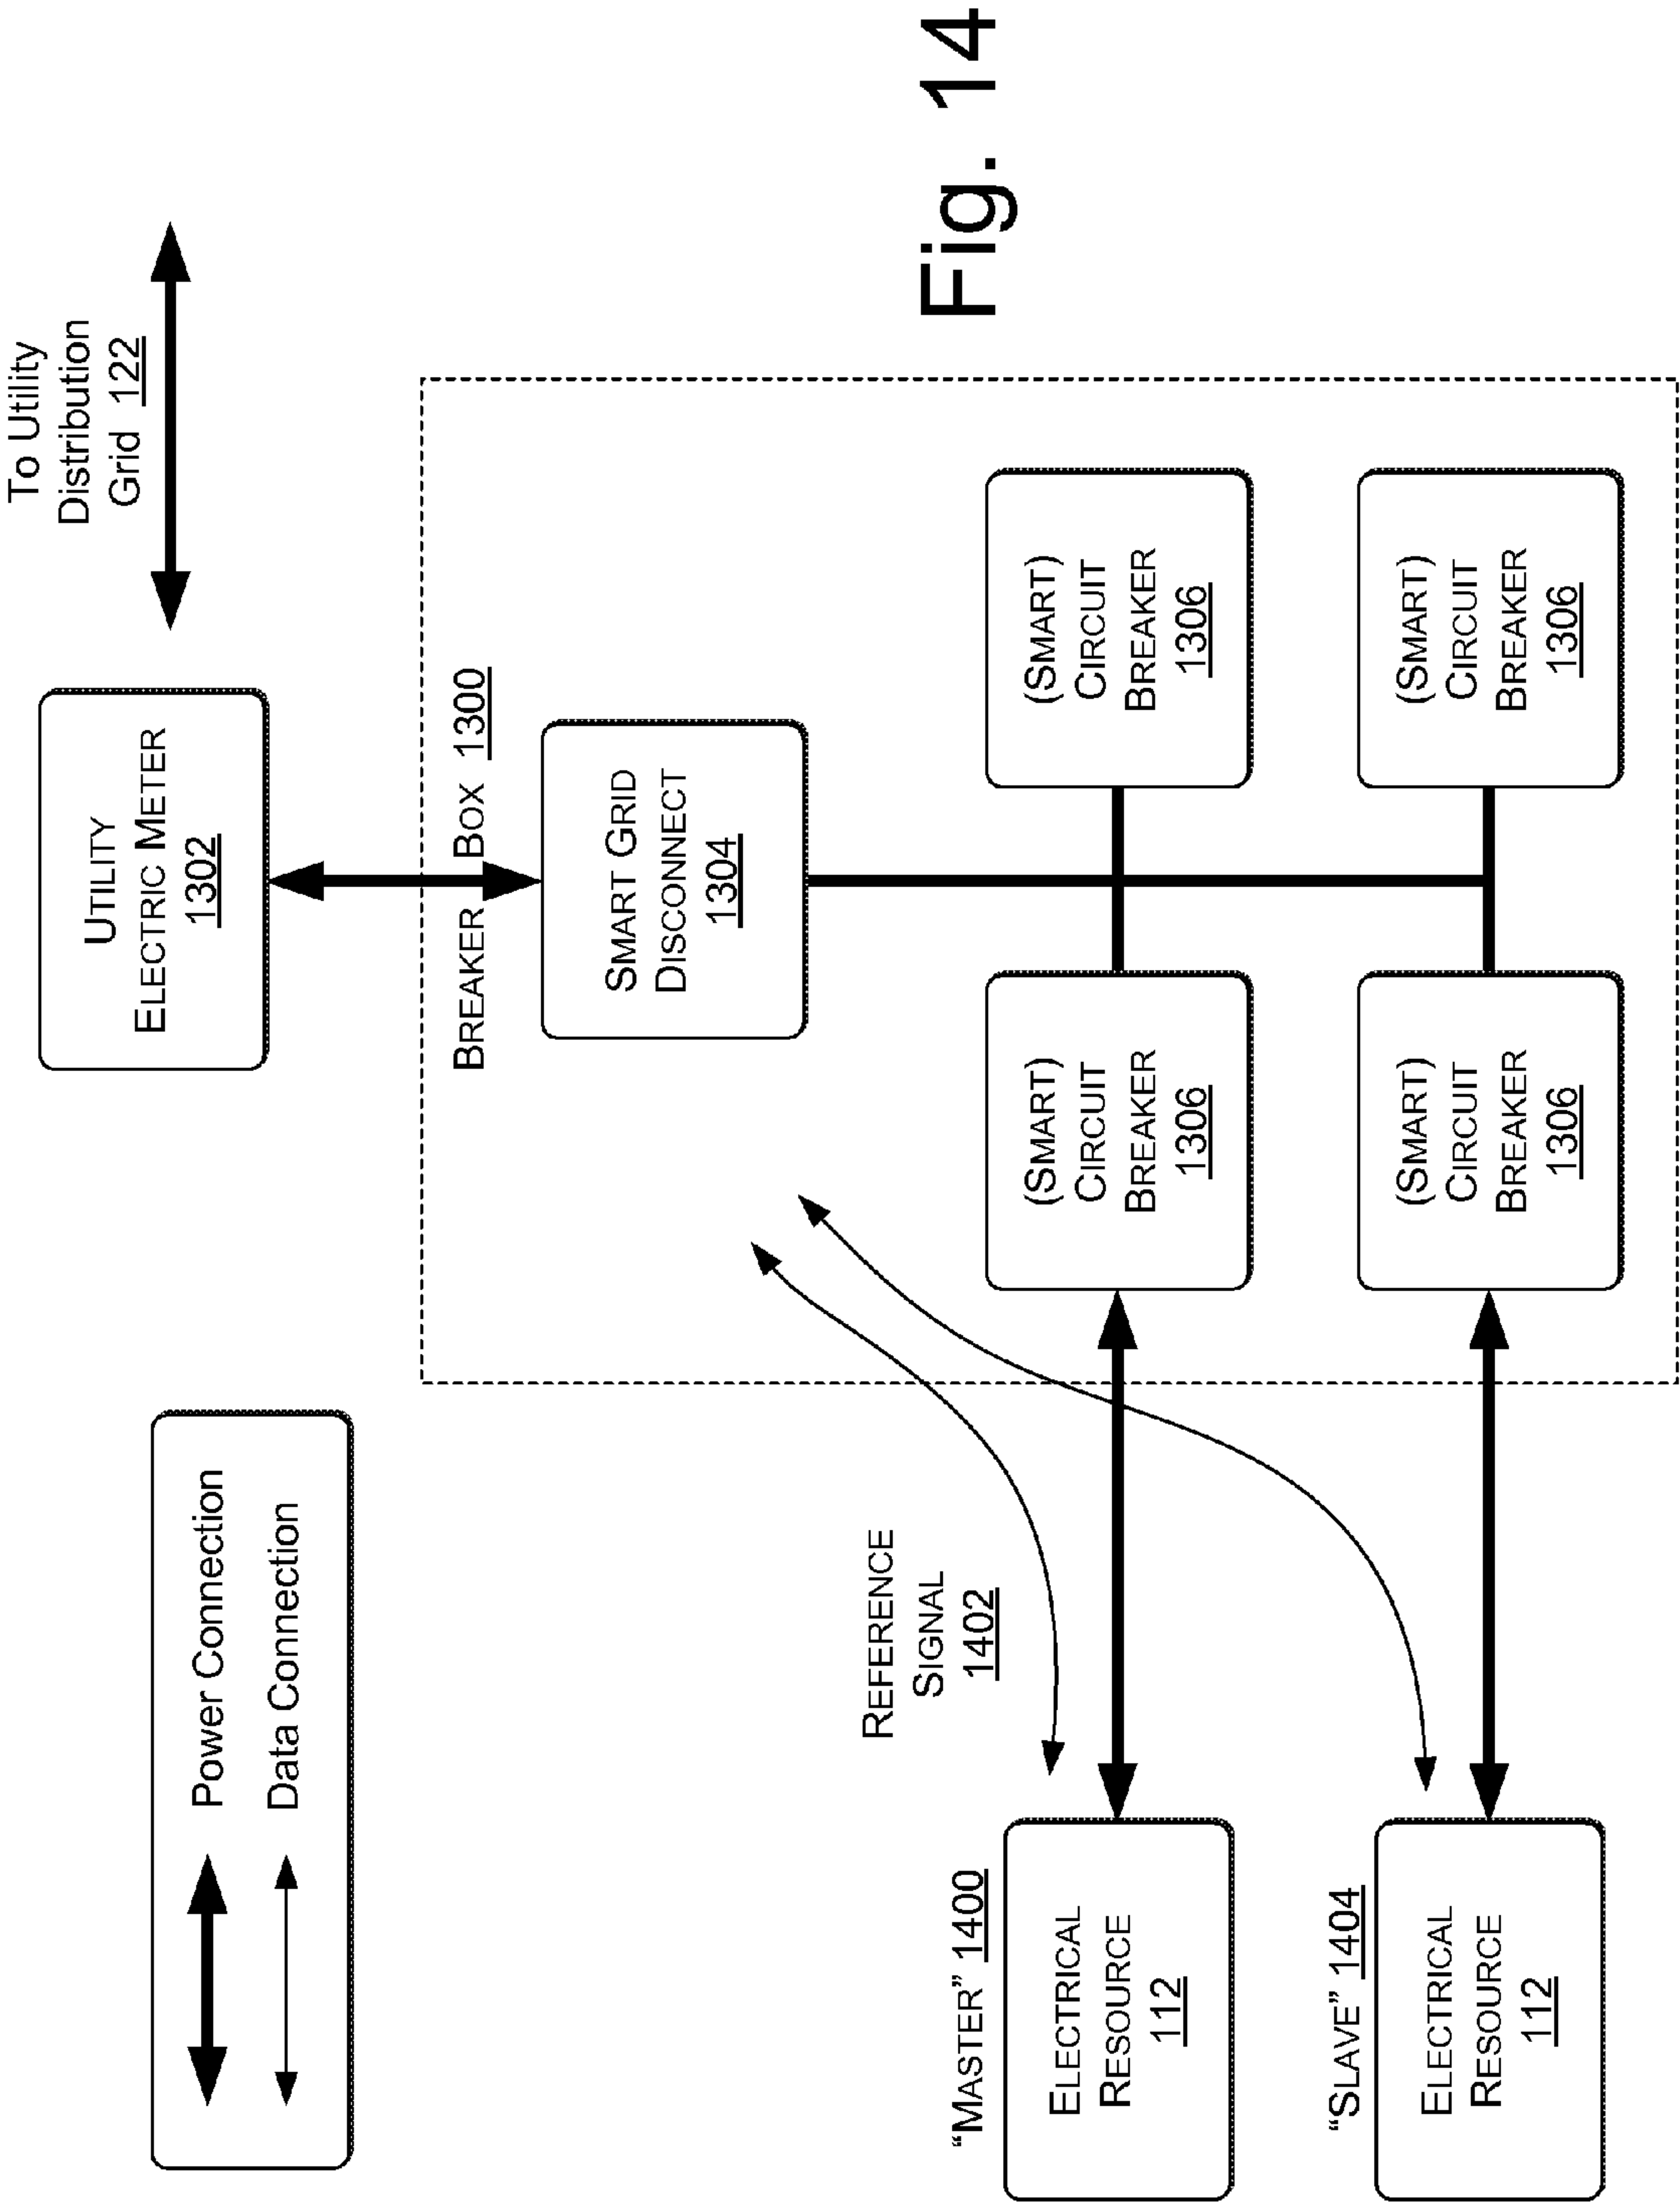 Power Connection
Data Connection
To Utility
Distribution
Grid 122
UTILITY
ELECTRIC METER
1302
BREAKER BOX 1300
SMART GRID
DISCONNECT
1304
REFERENCE
SIGNAL
1402
"MASTER" 1400
ELECTRICAL
RESOURCE
112
(SMART)
CIRCUIT
BREAKER
1306
(SMART)
CIRCUIT
BREAKER
1306
"SLAVE" 1404
ELECTRICAL
RESOURCE
112
(SMART)
CIRCUIT
BREAKER
1306
(SMART)
CIRCUIT
BREAKER
1306
Fig. 14